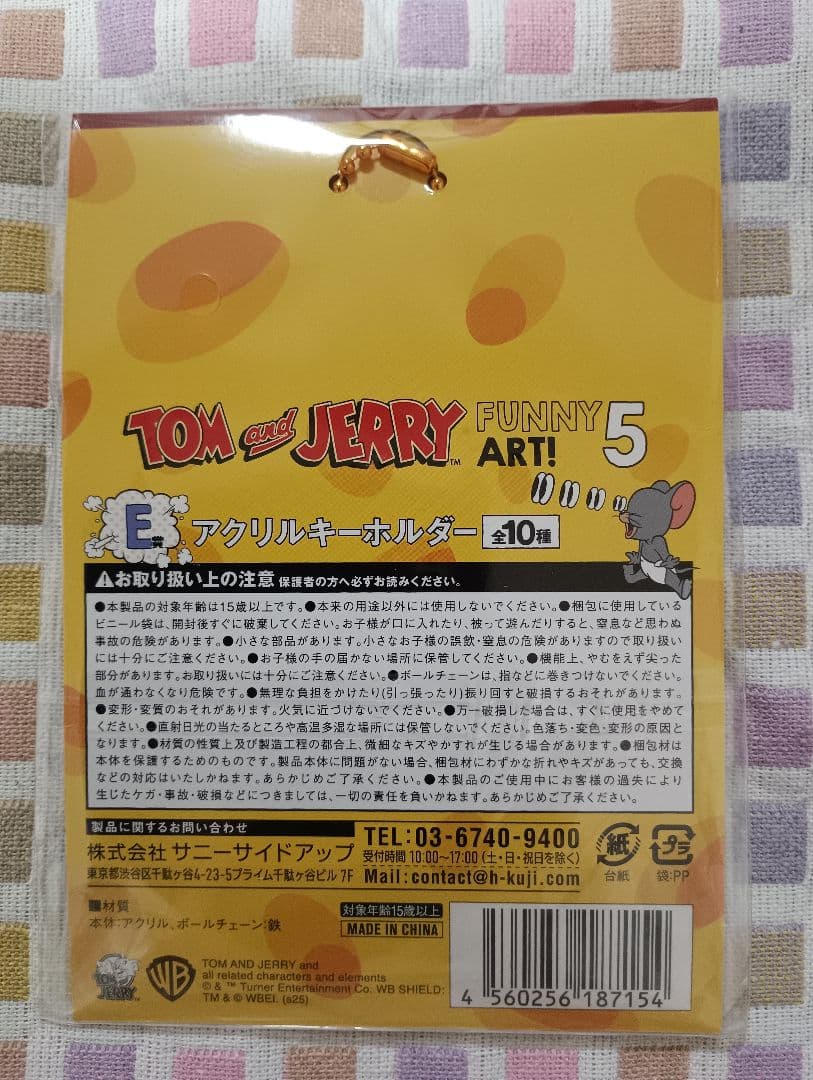 TOM and JERRY™ FUNNY ART! 5
E賞 アクリルキーホルダー 全10種
お取り扱い上の注意 保護者の方へ必ずお読みください。
●本製品の対象年齢は15歳以上です。●本来の用途以外には使用しないでください。●梱包に使用している
ビニール袋は、開封後すぐに破棄してください。お子様が口に入れたり、被って遊んだりすると、窒息など思わぬ
事故の危険があります。●小さな部品があります。小さなお子様の誤飲・窒息の危険がありますので取り扱い
には十分にご注意ください。●お子様の手の届かない場所に保管してください。●機能上、やむをえず尖った
部分があります。お取り扱いには十分にご注意ください。●ボールチェーンは、指などに巻きつけないでください。
血が通わなくなり危険です。●無理な負担をかけたり(引っ張ったり)振り回すと破損するおそれがあります。
●変形・変質のおそれがあります。火気に近づけないでください。●万一破損した場合は、すぐに使用をやめて
ください。●直射日光の当たるところや高温多湿な場所には保管しないでください。色落ち・変色・変形の原因と
なります。●材質の性質上及び製造工程の都合上、微細なキズやかすれが生じる場合があります。●梱包材は
本体を保護するためのものです。製品本体に問題がない場合、梱包材にわずかな折れやキズがあっても、交換
などの対応はいたしかねます。あらかじめご了承ください。●本製品のご使用中にお客様の過失により
生じたケガ・事故・破損などにつきましては、一切の責任を負いかねます。あらかじめご了承ください。
製品に関するお問い合わせ
株式会社 サニーサイドアップ
東京都渋谷区千駄ヶ谷4-23-5プライム千駄ヶ谷ビル 7F
TEL:03-6740-9400
受付時間 10:00~17:00 (土・日・祝日を除く)
Mail:contact@h-kuji.com
紙
台紙
プラ
袋:PP
■材質
本体:アクリル、ボールチェーン:鉄
対象年齢15歳以上
MADE IN CHINA
TOM and JERRY
WB
TOM AND JERRY and
all related characters and elements
© & ™ Turner Entertainment Co. WB SHIELD:
TM & © WBEI. (s25)
4 560256 187154